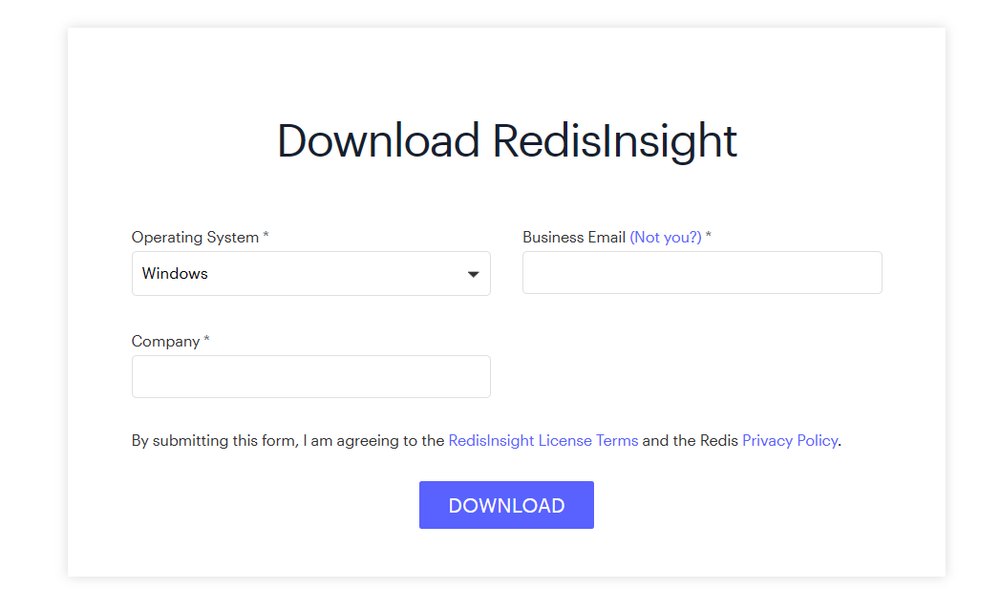 Download RedisInsight
Operating System *
Windows
Business Email (Not you?) *
Company *
By submitting this form, I am agreeing to the RedisInsight License Terms and the Redis Privacy Policy.
DOWNLOAD